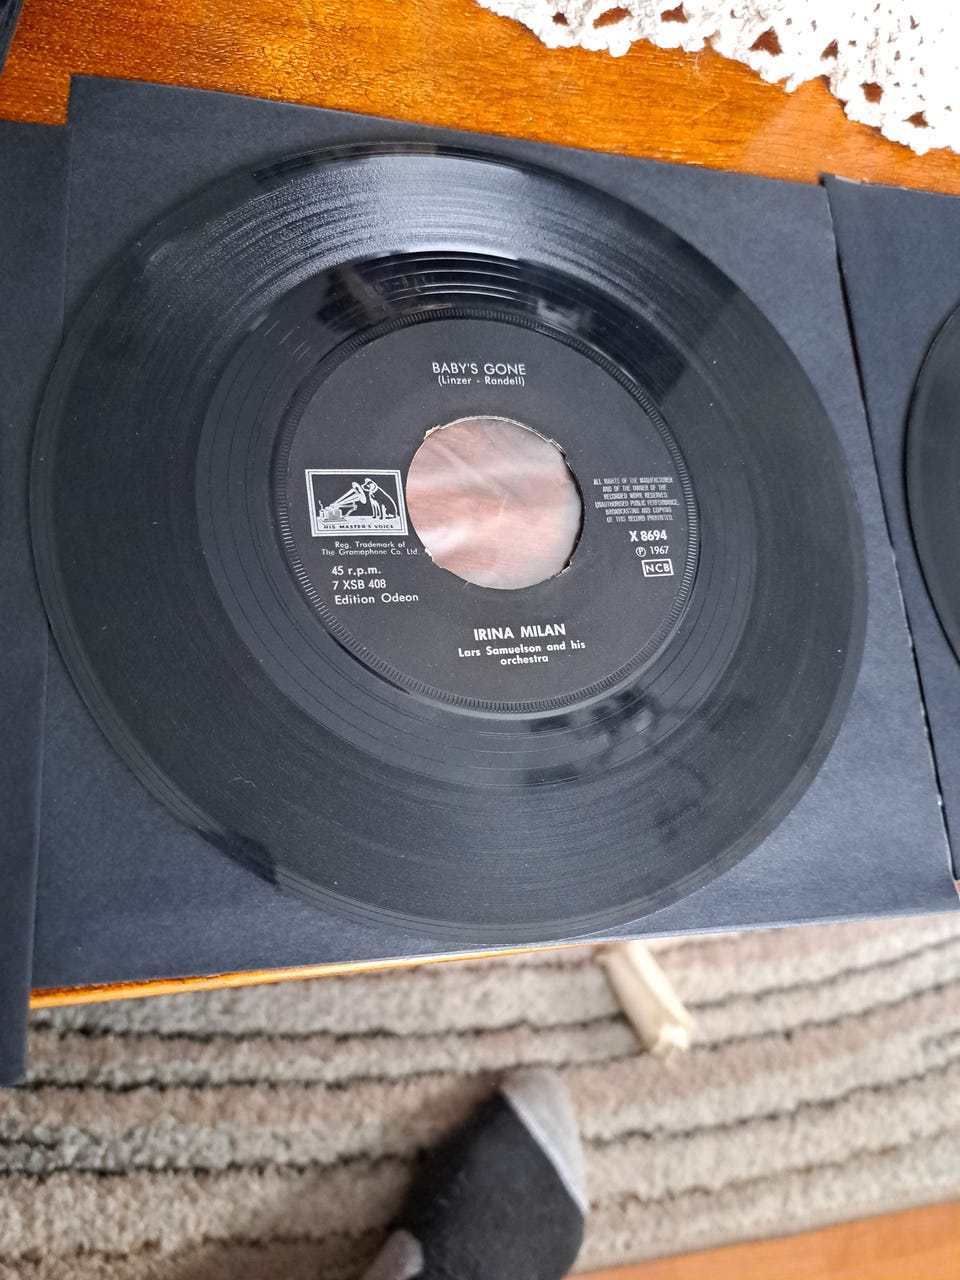 BABY'S GONE
(Linzer - Randell)
HIS MASTER'S VOICE
Reg. Trademark of
The Gramophone Co. Ltd.
45 r.p.m.
7 XSB 408
Edition Odeon
ALL RIGHTS OF THE MANUFACTURER
AND OF THE OWNER OF THE
RECORDED WORK RESERVED.
UNAUTHORISED PUBLIC PERFORMANCE,
BROADCASTING AND COPYING
OF THIS RECORD PROHIBITED.
X 8694
℗ 1967
NCB
IRINA MILAN
Lars Samuelson and his
orchestra